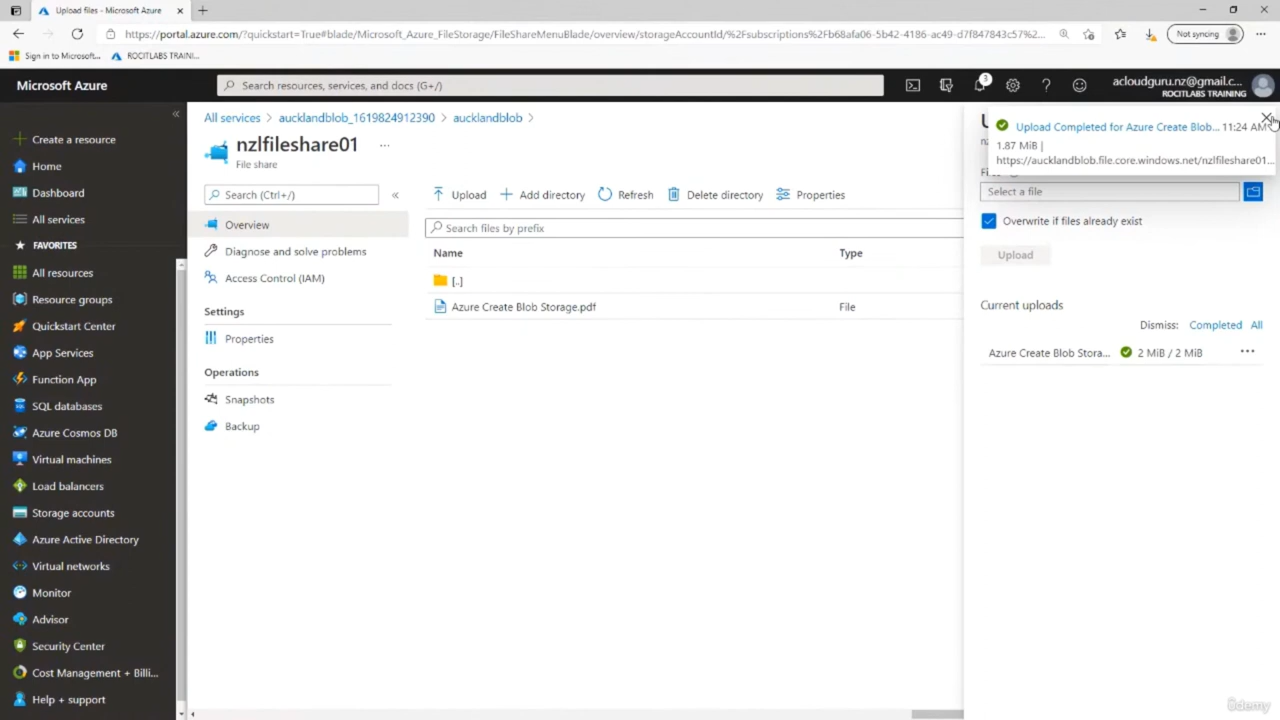 Upload files - Microsoft Azure
https://portal.azure.com/?quickstart=True#blade/Microsoft_Azure_FileStorage/FileShareMenuBlade/overview/storageAccountId/%2Fsubscriptions%2Fb68afa06-5b42-4186-ac49-d7f847843c57%2...
Not syncing
Sign in to Microsoft...
ROCITLABS TRAINI...
Microsoft Azure
Search resources, services, and docs (G+/)
3
acloudguru.nz@gmail.c...
ROCITLABS TRAINING
Create a resource
Home
Dashboard
All services
FAVORITES
All resources
Resource groups
Quickstart Center
App Services
Function App
SQL databases
Azure Cosmos DB
Virtual machines
Load balancers
Storage accounts
Azure Active Directory
Virtual networks
Monitor
Advisor
Security Center
Cost Management + Billi...
Help + support
All services > aucklandblob_1619824912390 > aucklandblob >
nzlfileshare01 ...
File share
Search (Ctrl+/)
Overview
Diagnose and solve problems
Access Control (IAM)
Settings
Properties
Operations
Snapshots
Backup
Upload
Add directory
Refresh
Delete directory
Properties
Search files by prefix
Name Type
[..]
Azure Create Blob Storage.pdf File
Upload Completed for Azure Create Blob... 11:24 AM
1.87 MiB |
https://aucklandblob.file.core.windows.net/nzlfileshare01...
Select a file
Overwrite if files already exist
Upload
Current uploads
Dismiss: Completed All
Azure Create Blob Stora... 2 MiB / 2 MiB ...
Udemy